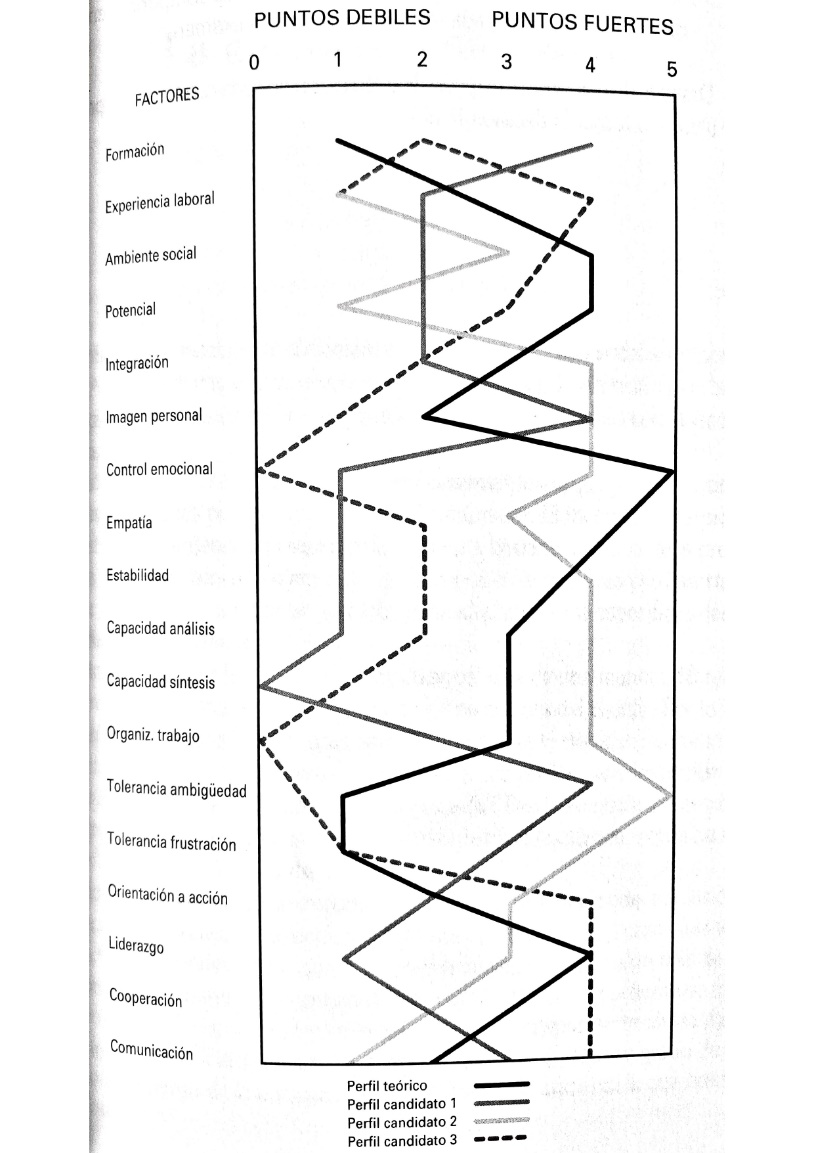 PUNTOS DEBILES PUNTOS FUERTES
0 1 2 3 4 5
FACTORES
Formación
Experiencia laboral
Ambiente social
Potencial
Integración
Imagen personal
Control emocional
Empatía
Estabilidad
Capacidad análisis
Capacidad síntesis
Organiz. trabajo
Tolerancia ambigüedad
Tolerancia frustración
Orientación a acción
Liderazgo
Cooperación
Comunicación
Perfil teórico
Perfil candidato 1
Perfil candidato 2
Perfil candidato 3